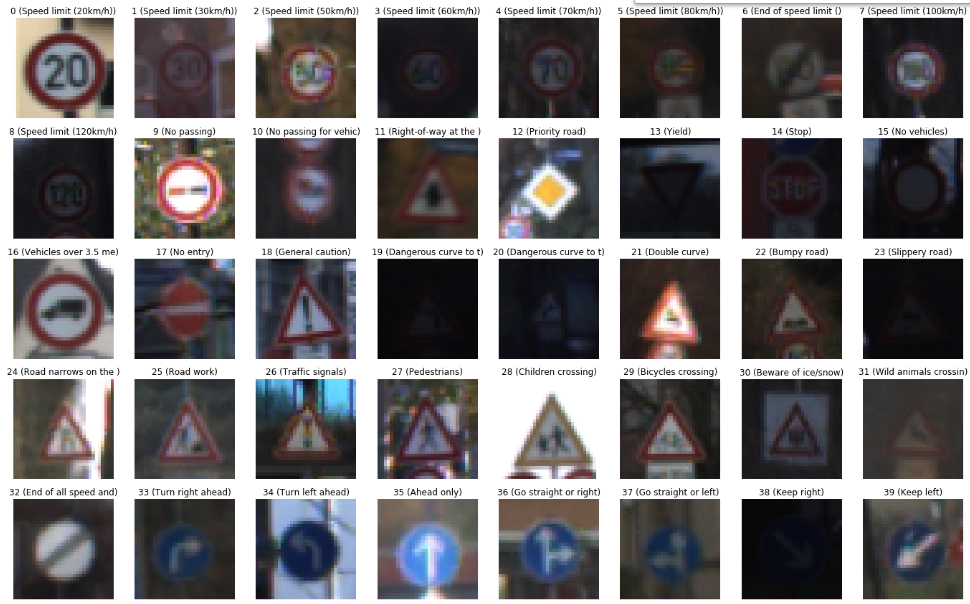 0 (Speed limit (20km/h)) 1 (Speed limit (30km/h)) 2 (Speed limit (50km/h)) 3 (Speed limit (60km/h)) 4 (Speed limit (70km/h)) 5 (Speed limit (80km/h)) 6 (End of speed limit () 7 (Speed limit (100km/h)
20 30 50 60 70
8 (Speed limit (120km/h) 9 (No passing) 10 (No passing for vehic) 11 (Right-of-way at the ) 12 (Priority road) 13 (Yield) 14 (Stop) 15 (No vehicles)
120 STOP
16 (Vehicles over 3.5 me) 17 (No entry) 18 (General caution) 19 (Dangerous curve to t) 20 (Dangerous curve to t) 21 (Double curve) 22 (Bumpy road) 23 (Slippery road)
24 (Road narrows on the ) 25 (Road work) 26 (Traffic signals) 27 (Pedestrians) 28 (Children crossing) 29 (Bicycles crossing) 30 (Beware of ice/snow) 31 (Wild animals crossin)
32 (End of all speed and) 33 (Turn right ahead) 34 (Turn left ahead) 35 (Ahead only) 36 (Go straight or right) 37 (Go straight or left) 38 (Keep right) 39 (Keep left)